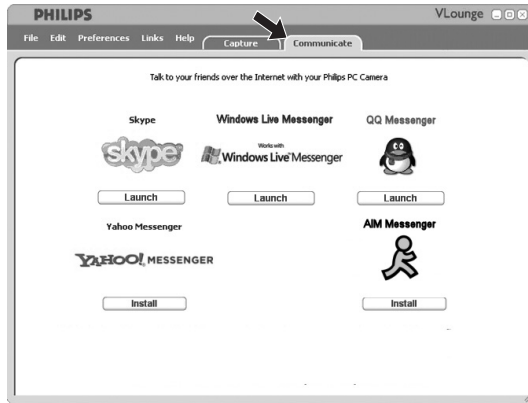 PHILIPS VLounge
File Edit Preferences Links Help Capture Communicate
Talk to your friends over the Internet with your Philips PC Camera
Skype Windows Live Messenger QQ Messenger
skype
Works with
Windows Live Messenger
Launch Launch Launch
Yahoo Messenger AIM Messenger
YAHOO! MESSENGER
Install Install